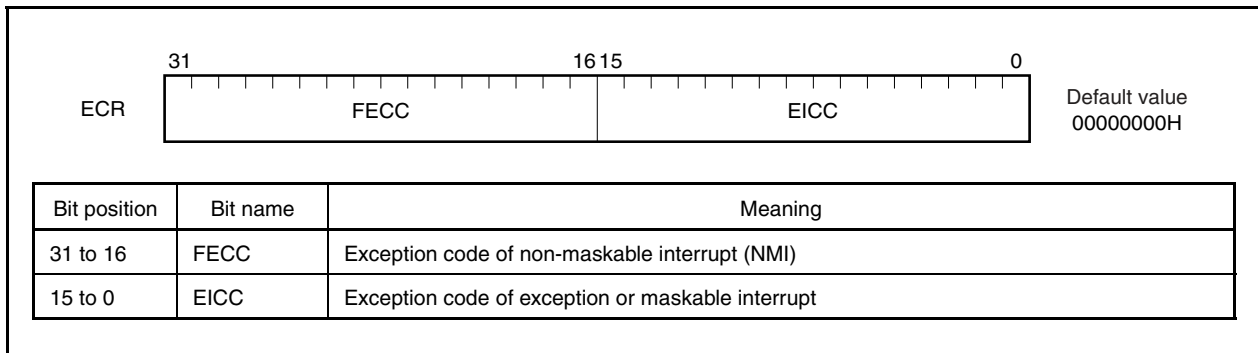 31 16 15 0
ECR FECC EICC Default value
00000000H
Bit position Bit name Meaning
31 to 16 FECC Exception code of non-maskable interrupt (NMI)
15 to 0 EICC Exception code of exception or maskable interrupt